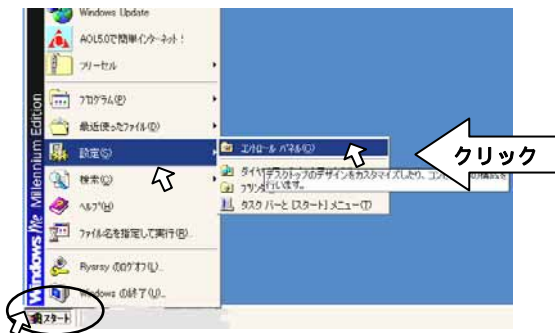 Windows Update
AOL5.0で簡単インターネット!
フリーセル
プログラム(P)
最近使ったファイル(D)
設定(S)
検索(C)
ヘルプ(H)
ファイル名を指定して実行(R)...
のログオフ(L)...
Windows の終了(U)...
Windows Me Millennium Edition
コントロール パネル(C)
デスクトップのデザインをカスタマイズしたり、コン
行います。
タスク バーと [スタート] メニュー(T)
クリック
スタート